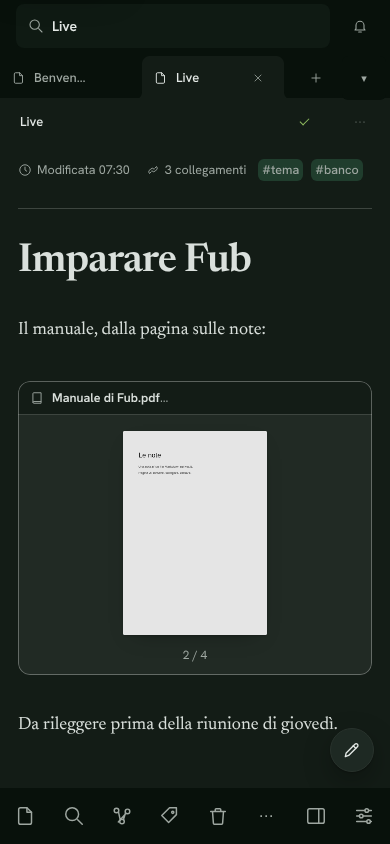 Live
Benven...
Live
Live
Modificata 07:30
3 collegamenti
#tema
#banco
Imparare Fub
Il manuale, dalla pagina sulle note:
Manuale di Fub.pdf...
Le note
2 / 4
Da rileggere prima della riunione di giovedì.